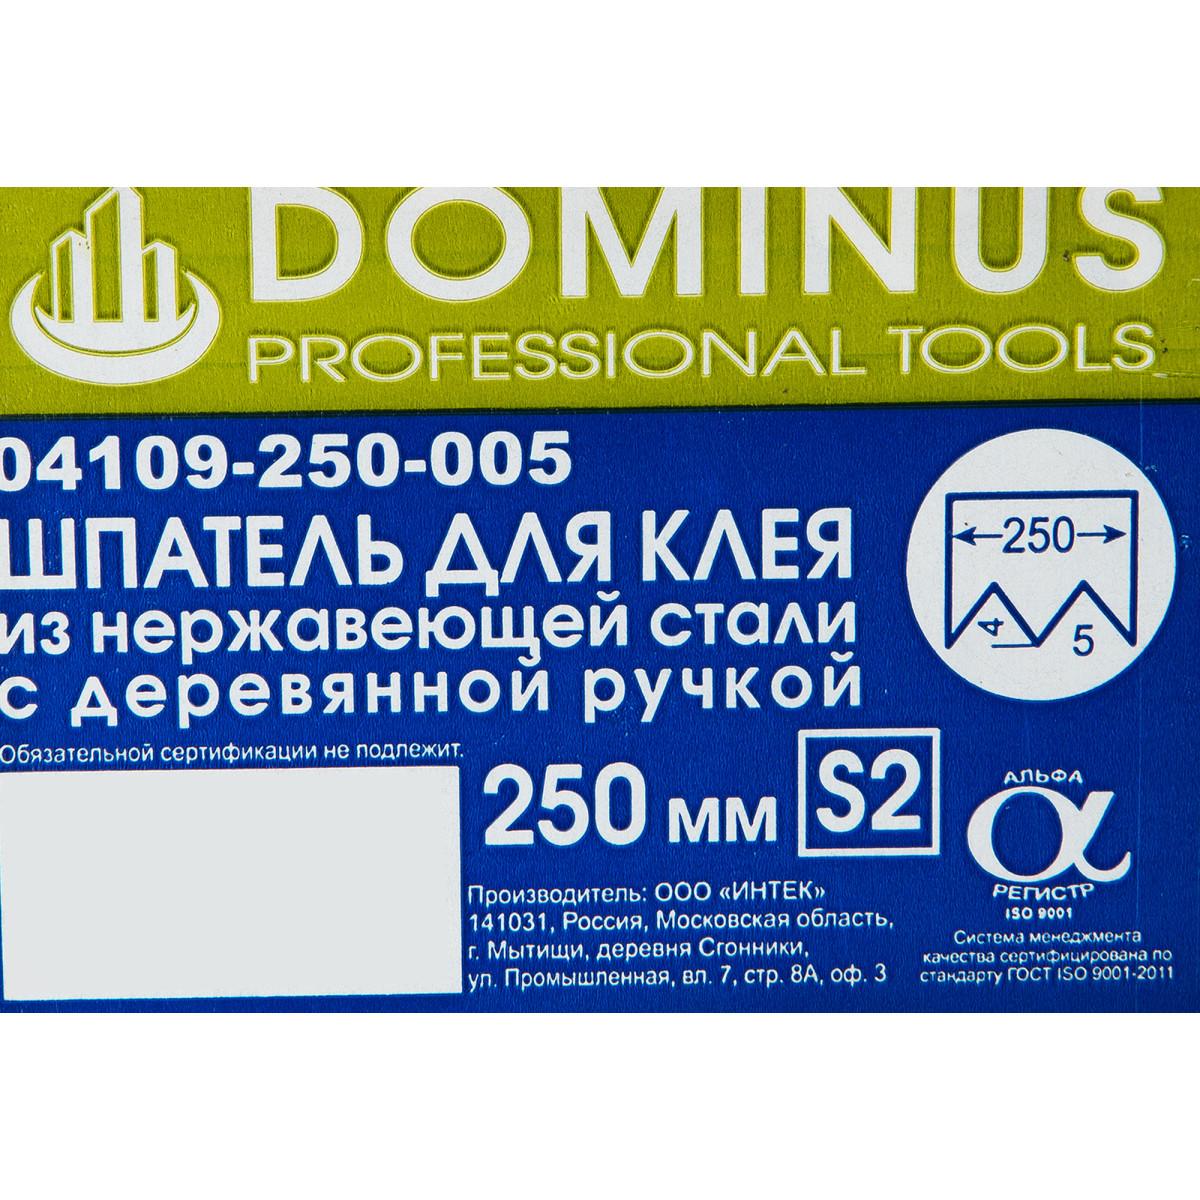 DOMINUS
PROFESSIONAL TOOLS
04109-250-005
ШПАТЕЛЬ ДЛЯ КЛЕЯ
из нержавеющей стали
с деревянной ручкой
250
4
5
Обязательной сертификации не подлежит.
250 мм
S2
АЛЬФА
α
РЕГИСТР
ISO 9001
Производитель: ООО «ИНТЕК»
141031, Россия, Московская область,
г. Мытищи, деревня Сгонники,
ул. Промышленная, вл. 7, стр. 8А, оф. 3
Система менеджмента
качества сертифицирована по
стандарту ГОСТ ISO 9001-2011